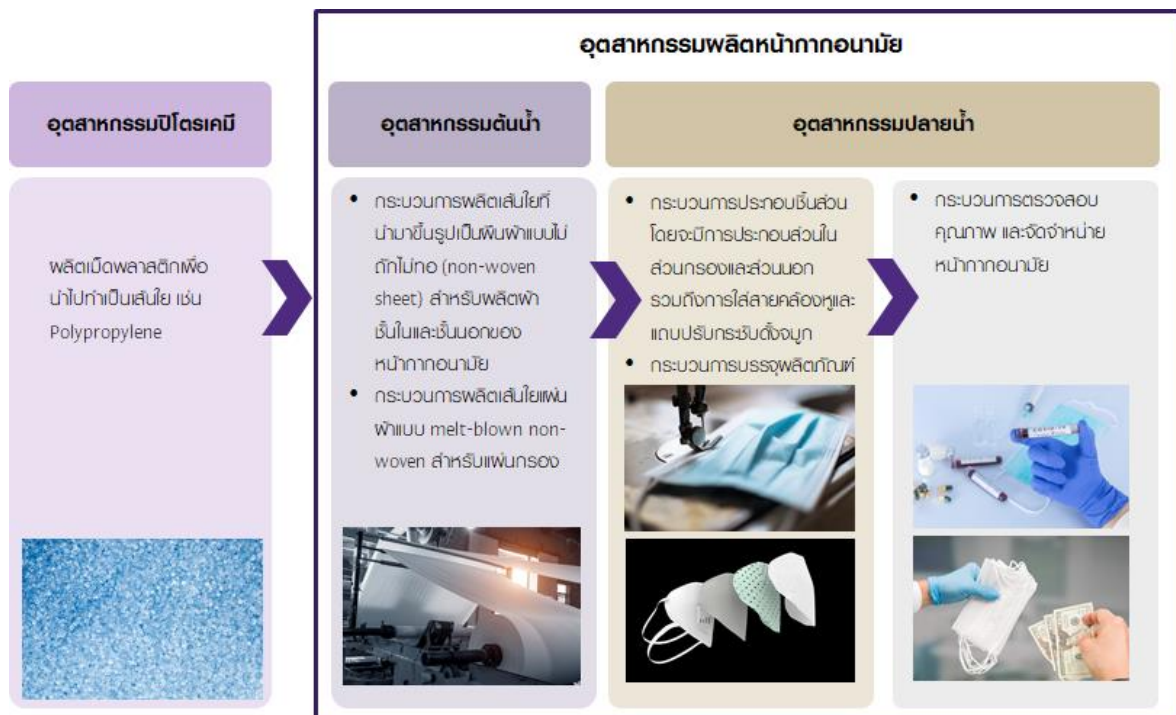 อุตสาหกรรมผลิตหน้ากากอนามัย
อุตสาหกรรมปิโตรเคมี
ผลิตเม็ดพลาสติกเพื่อ
นำไปทำเป็นเส้นใย เช่น
Polypropylene
อุตสาหกรรมต้นน้ำ
• กระบวนการผลิตเส้นใยที่
นำมาขึ้นรูปเป็นผืนผ้าแบบไม่
ถักไม่ทอ (non-woven
sheet) สำหรับผลิตผ้า
ชั้นในและชั้นนอกของ
หน้ากากอนามัย
• กระบวนการผลิตเส้นใยแผ่น
ผ้าแบบ melt-blown non-
woven สำหรับแผ่นกรอง
อุตสาหกรรมปลายน้ำ
• กระบวนการประกอบชิ้นส่วน
โดยจะมีการประกอบส่วนใน
ส่วนกรองและส่วนนอก
รวมถึงการใส่สายคล้องหูและ
แถบปรับกระชับดั้งจมูก
• กระบวนการบรรจุผลิตภัณฑ์
• กระบวนการตรวจสอบ
คุณภาพ และจัดจำหน่าย
หน้ากากอนามัย